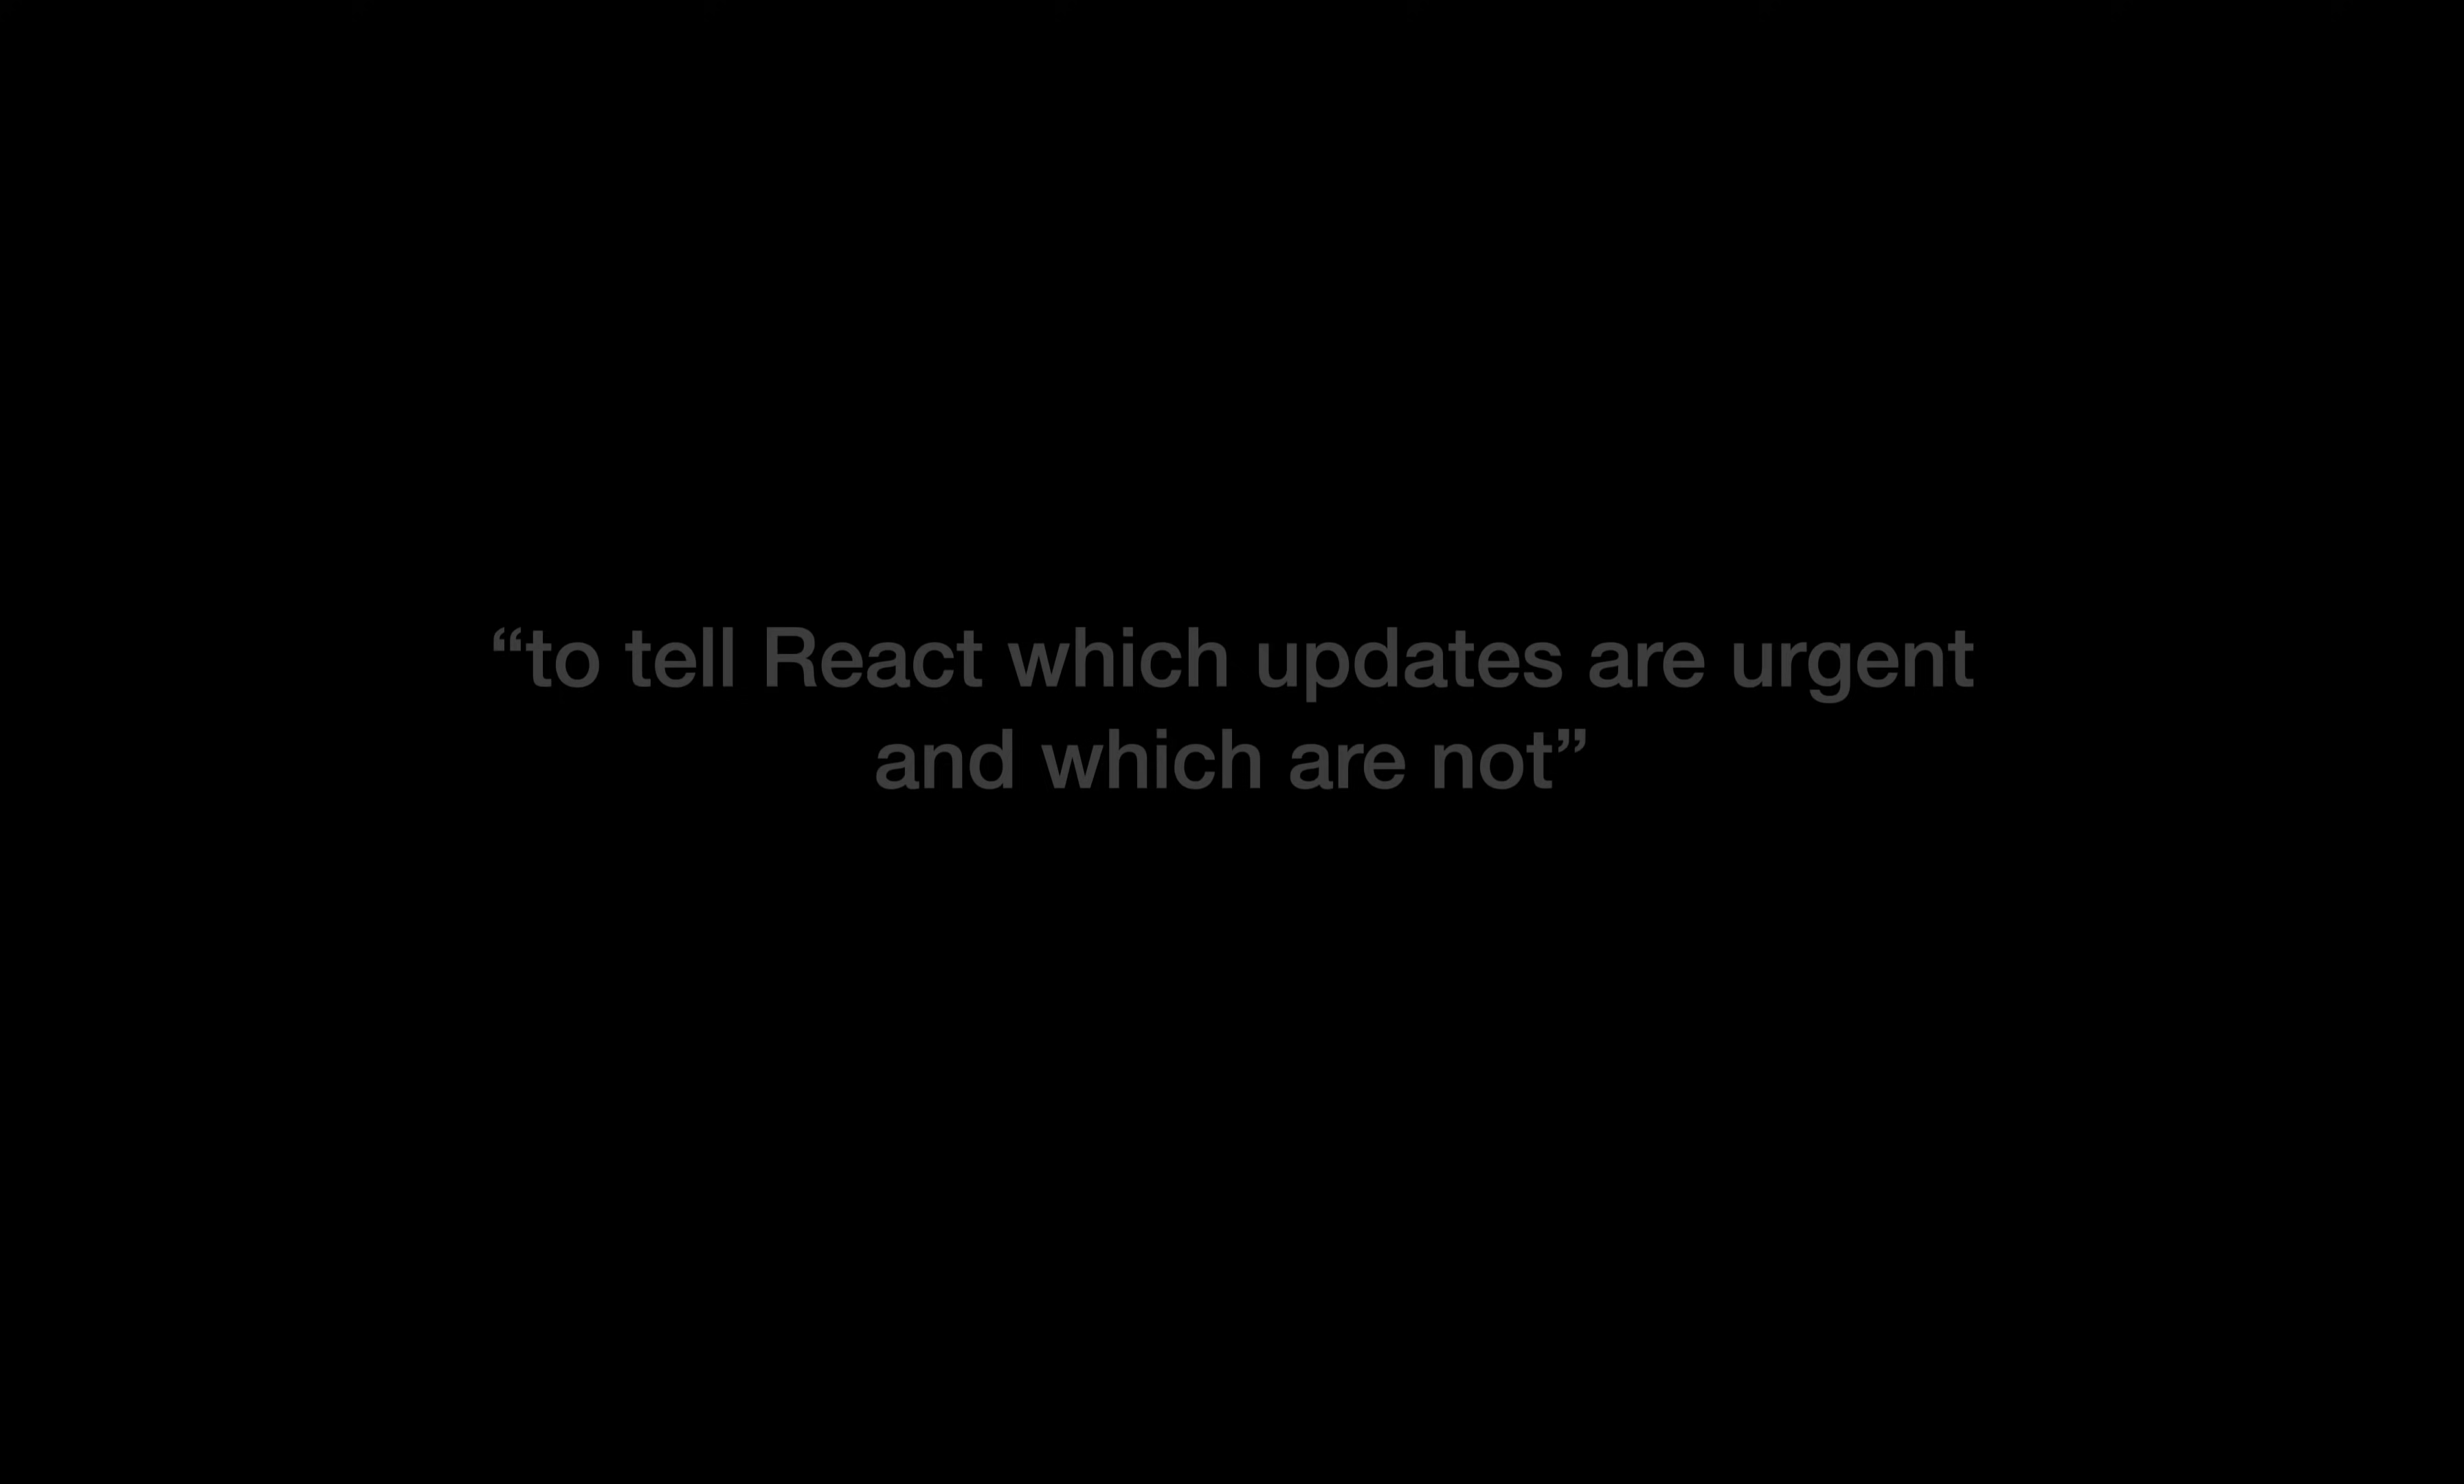 “to tell React which updates are urgent
and which are not”